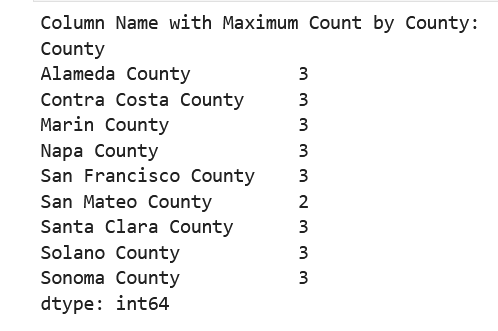 Column Name with Maximum Count by County:
County
Alameda County          3
Contra Costa County     3
Marin County            3
Napa County             3
San Francisco County    3
San Mateo County        2
Santa Clara County      3
Solano County           3
Sonoma County           3
dtype: int64